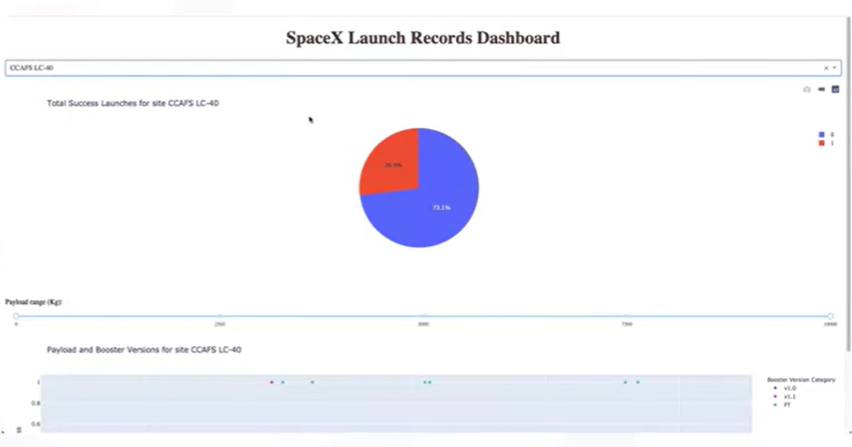 SpaceX Launch Records Dashboard
CCAFS LC-40
Total Success Launches for site CCAFS LC-40
0
1
73.1%
Payload range (Kg):
0
2500
5000
7500
10000
Payload and Booster Versions for site CCAFS LC-40
Booster Version Category
v1.0
v1.1
FT
1
0.8
0.6